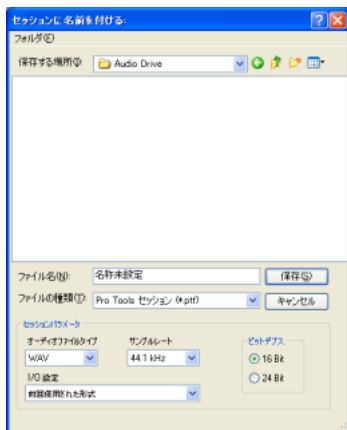 セッションに名前を付ける:
フォルダ(E)
保存する場所(I): Audio Drive
ファイル名(N): 名称未設定 保存(S)
ファイルの種類(T): Pro Tools セッション (*.ptf) キャンセル
セッションパラメータ
オーディオファイルタイプ サンプルレート ビットデプス
WAV 44.1 kHz 16 Bit
I/O 設定 24 Bit
前回使用された形式